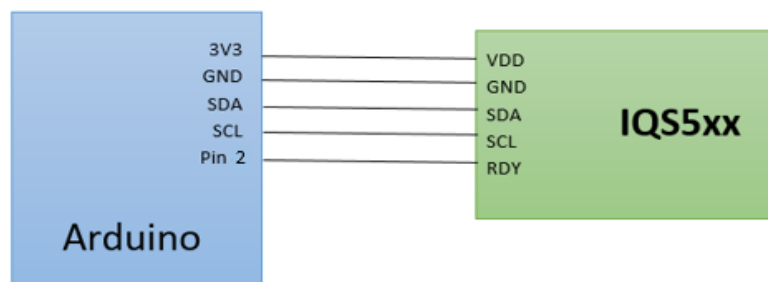 3V3
GND
SDA
SCL
Pin 2
Arduino
VDD
GND
SDA
SCL
RDY
IQS5xx